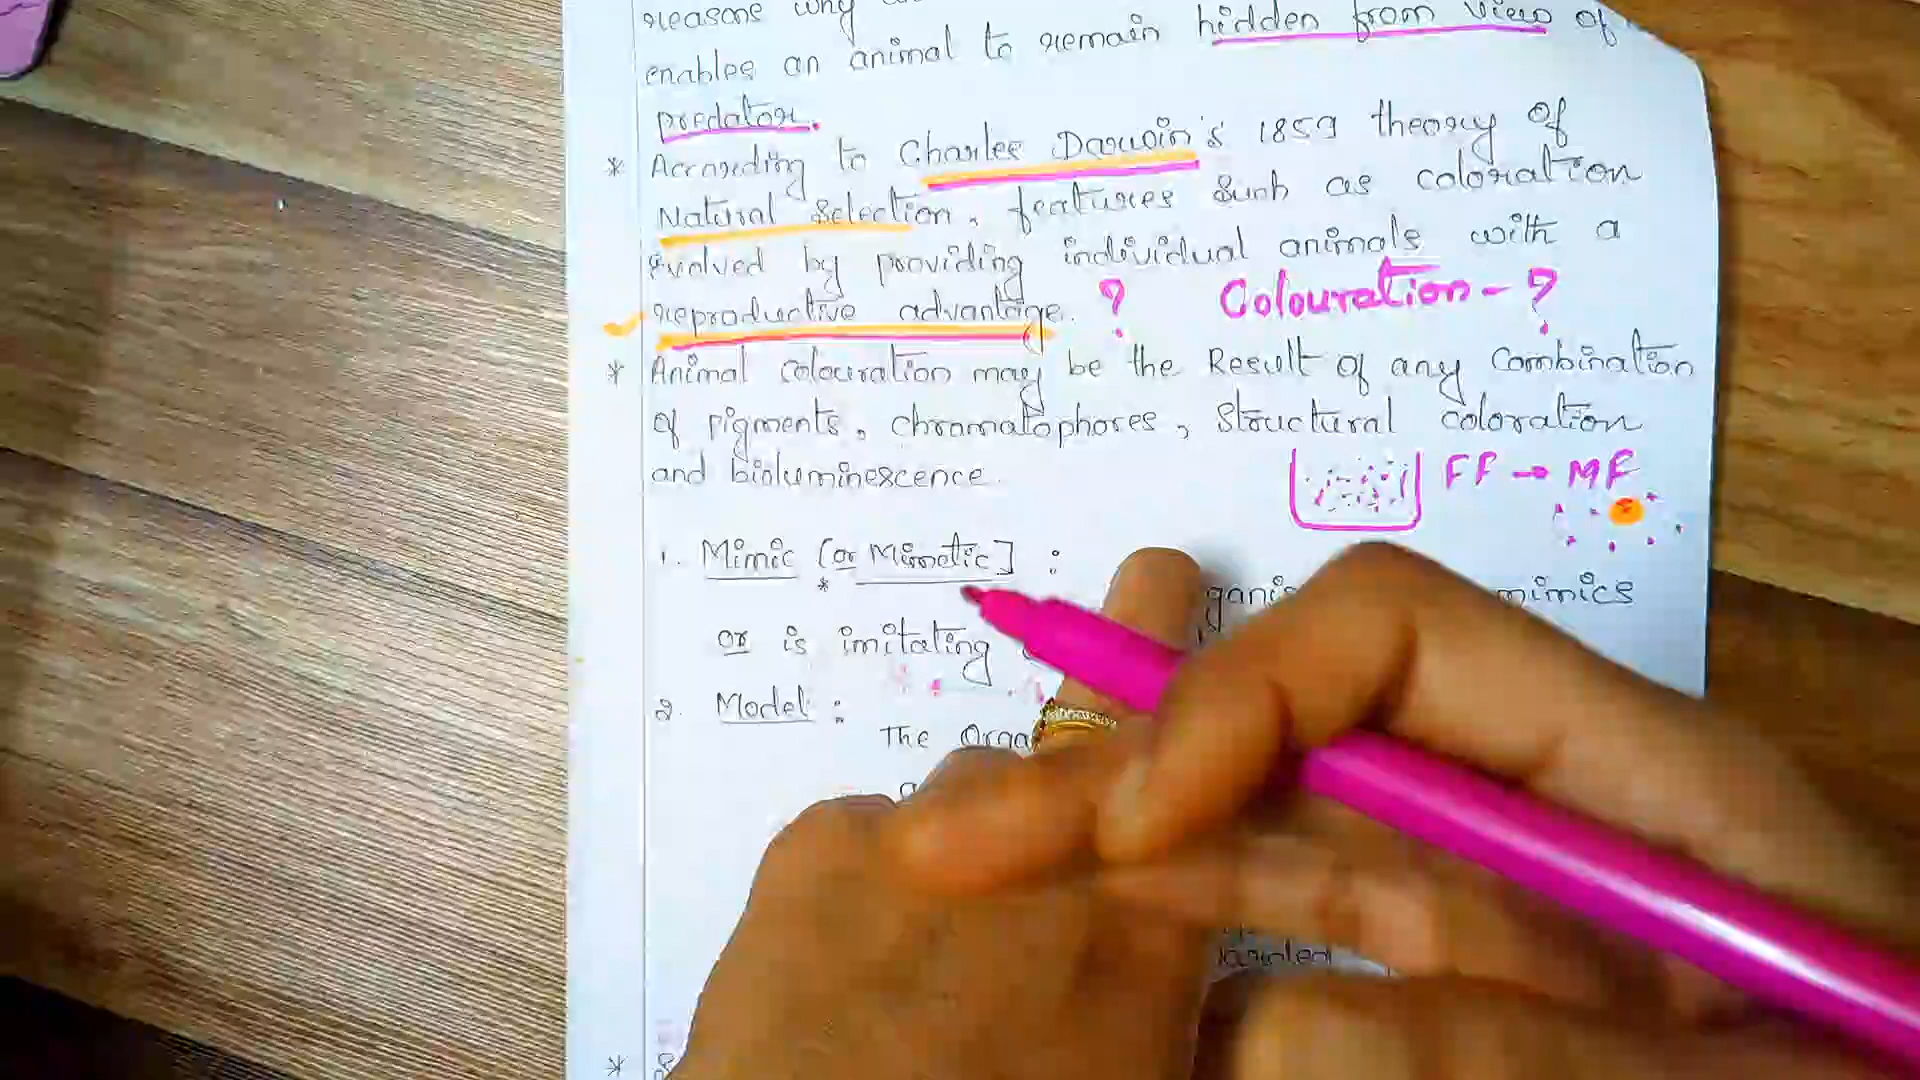 reasons why
enables an animal to remain hidden from view of
predator.
* According to Charles Darwin's 1859 theory of
Natural Selection, features such as coloration
evolved by providing individual animals with a
reproductive advantage. ? Colouration - ?
* Animal colouration may be the Result of any combination
of pigments, chromatophores, structural coloration
and bioluminescence.
FF → MF
1. Mimic [or Mimetic] :
mimics
or is imitating
2. Model :
The
*